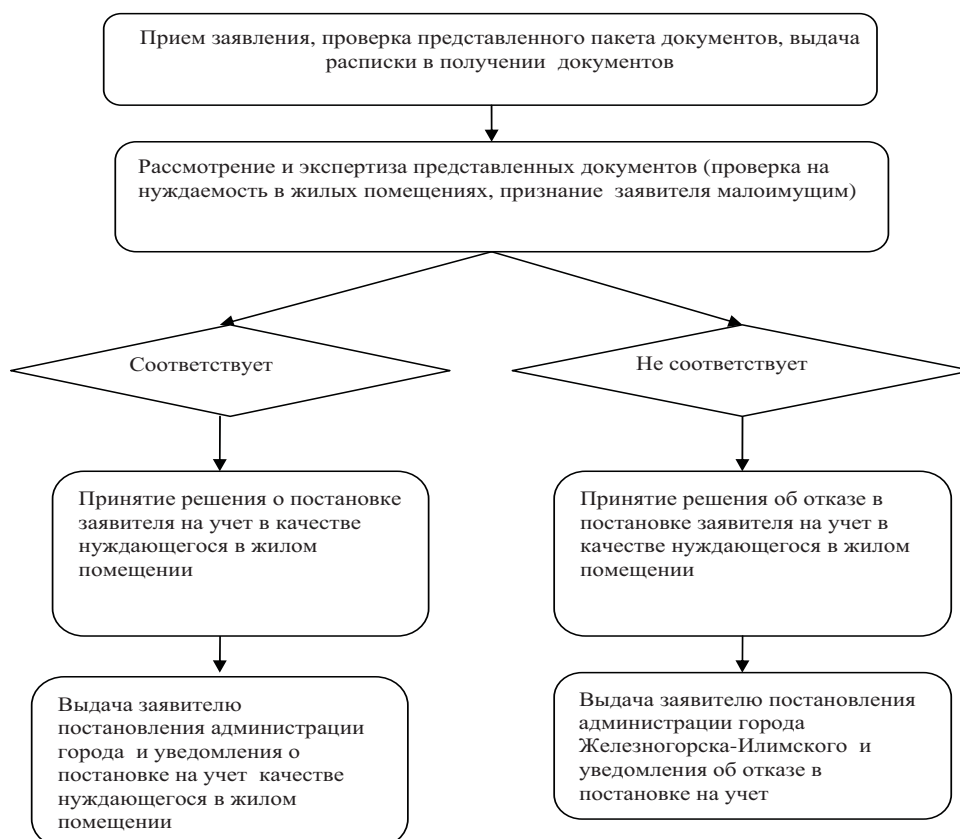 Прием заявления, проверка представленного пакета документов, выдача
расписки в получении документов
Рассмотрение и экспертиза представленных документов (проверка на
нуждаемость в жилых помещениях, признание заявителя малоимущим)
Соответствует
Не соответствует
Принятие решения о постановке
заявителя на учет в качестве
нуждающегося в жилом
помещении
Принятие решения об отказе в
постановке заявителя на учет в
качестве нуждающегося в жилом
помещении
Выдача заявителю
постановления администрации
города и уведомления о
постановке на учет качестве
нуждающегося в жилом
помещении
Выдача заявителю постановления
администрации города
Железногорска-Илимского и
уведомления об отказе в
постановке на учет